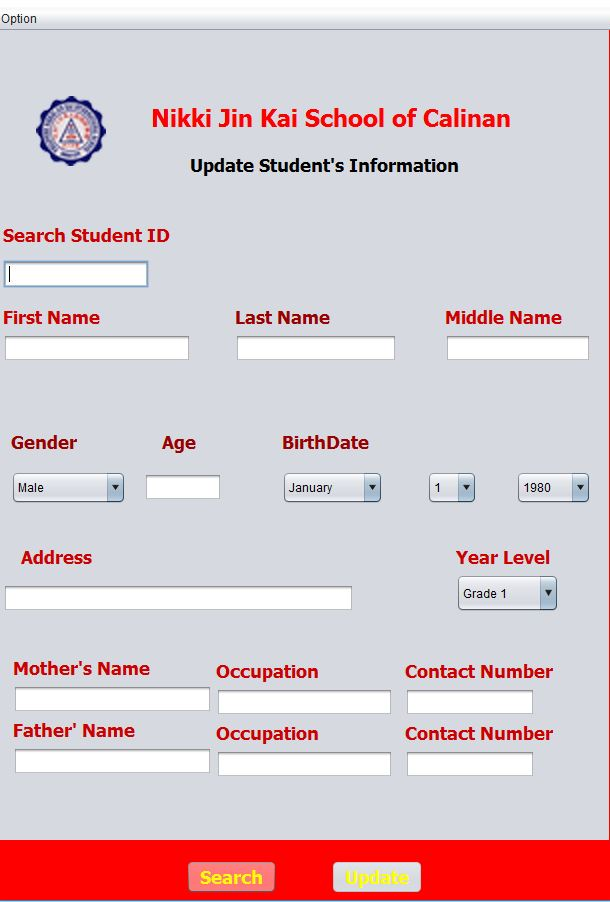 Option
Nikki Jin Kai School of Calinan
Update Student's Information
Search Student ID
First Name Last Name Middle Name
Gender Age BirthDate
Male January 1 1980
Address Year Level
Grade 1
Mother's Name Occupation Contact Number
Father' Name Occupation Contact Number
Search Update